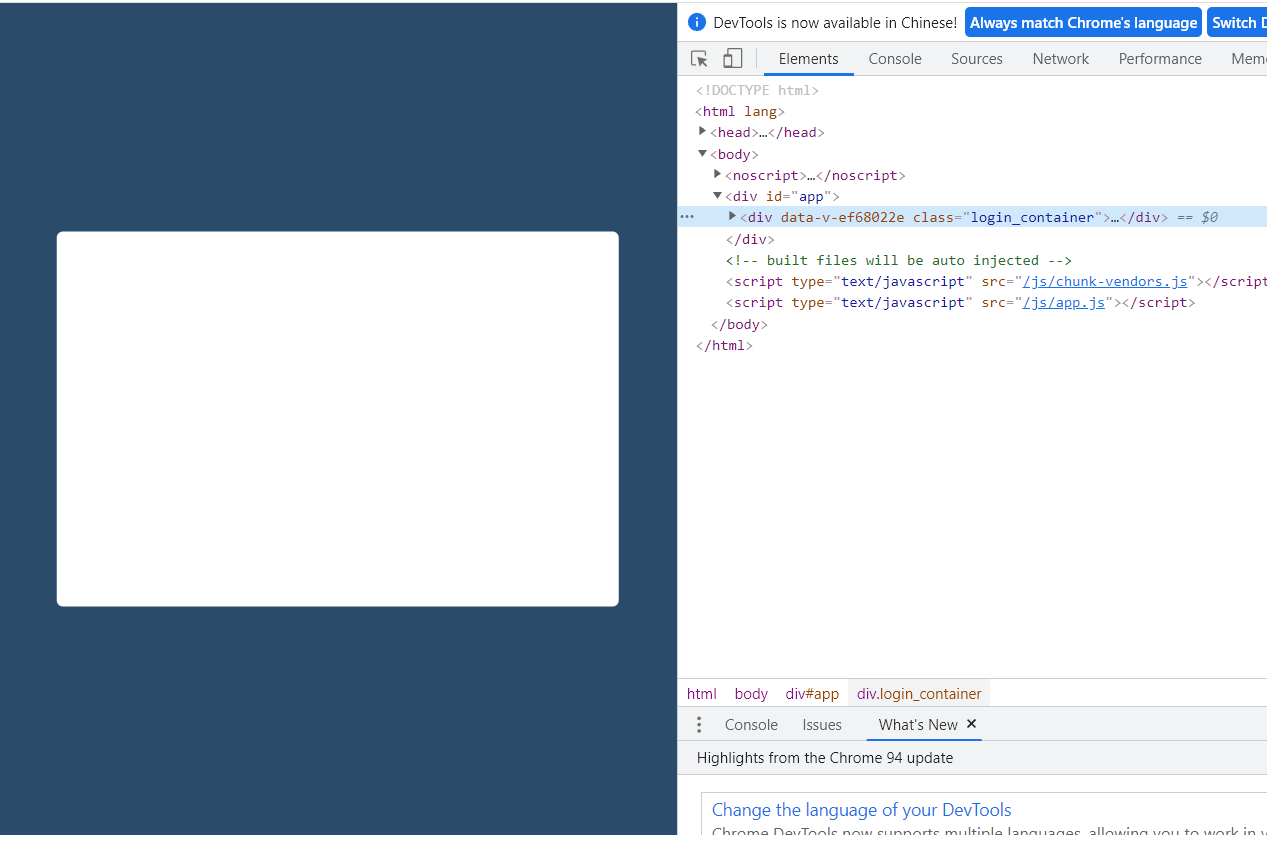 DevTools is now available in Chinese! Always match Chrome's language Switch D
Elements Console Sources Network Performance Mem
<!DOCTYPE html>
<html lang>
<head>…</head>
<body>
<noscript>…</noscript>
<div id="app">
<div data-v-ef68022e class="login_container">…</div> == $0
</div>
<!-- built files will be auto injected -->
<script type="text/javascript" src="/js/chunk-vendors.js"></script
<script type="text/javascript" src="/js/app.js"></script>
</body>
</html>
html body div#app div.login_container
Console Issues What's New ×
Highlights from the Chrome 94 update
Change the language of your DevTools
Chrome DevTools now supports multiple languages, allowing you to work in y